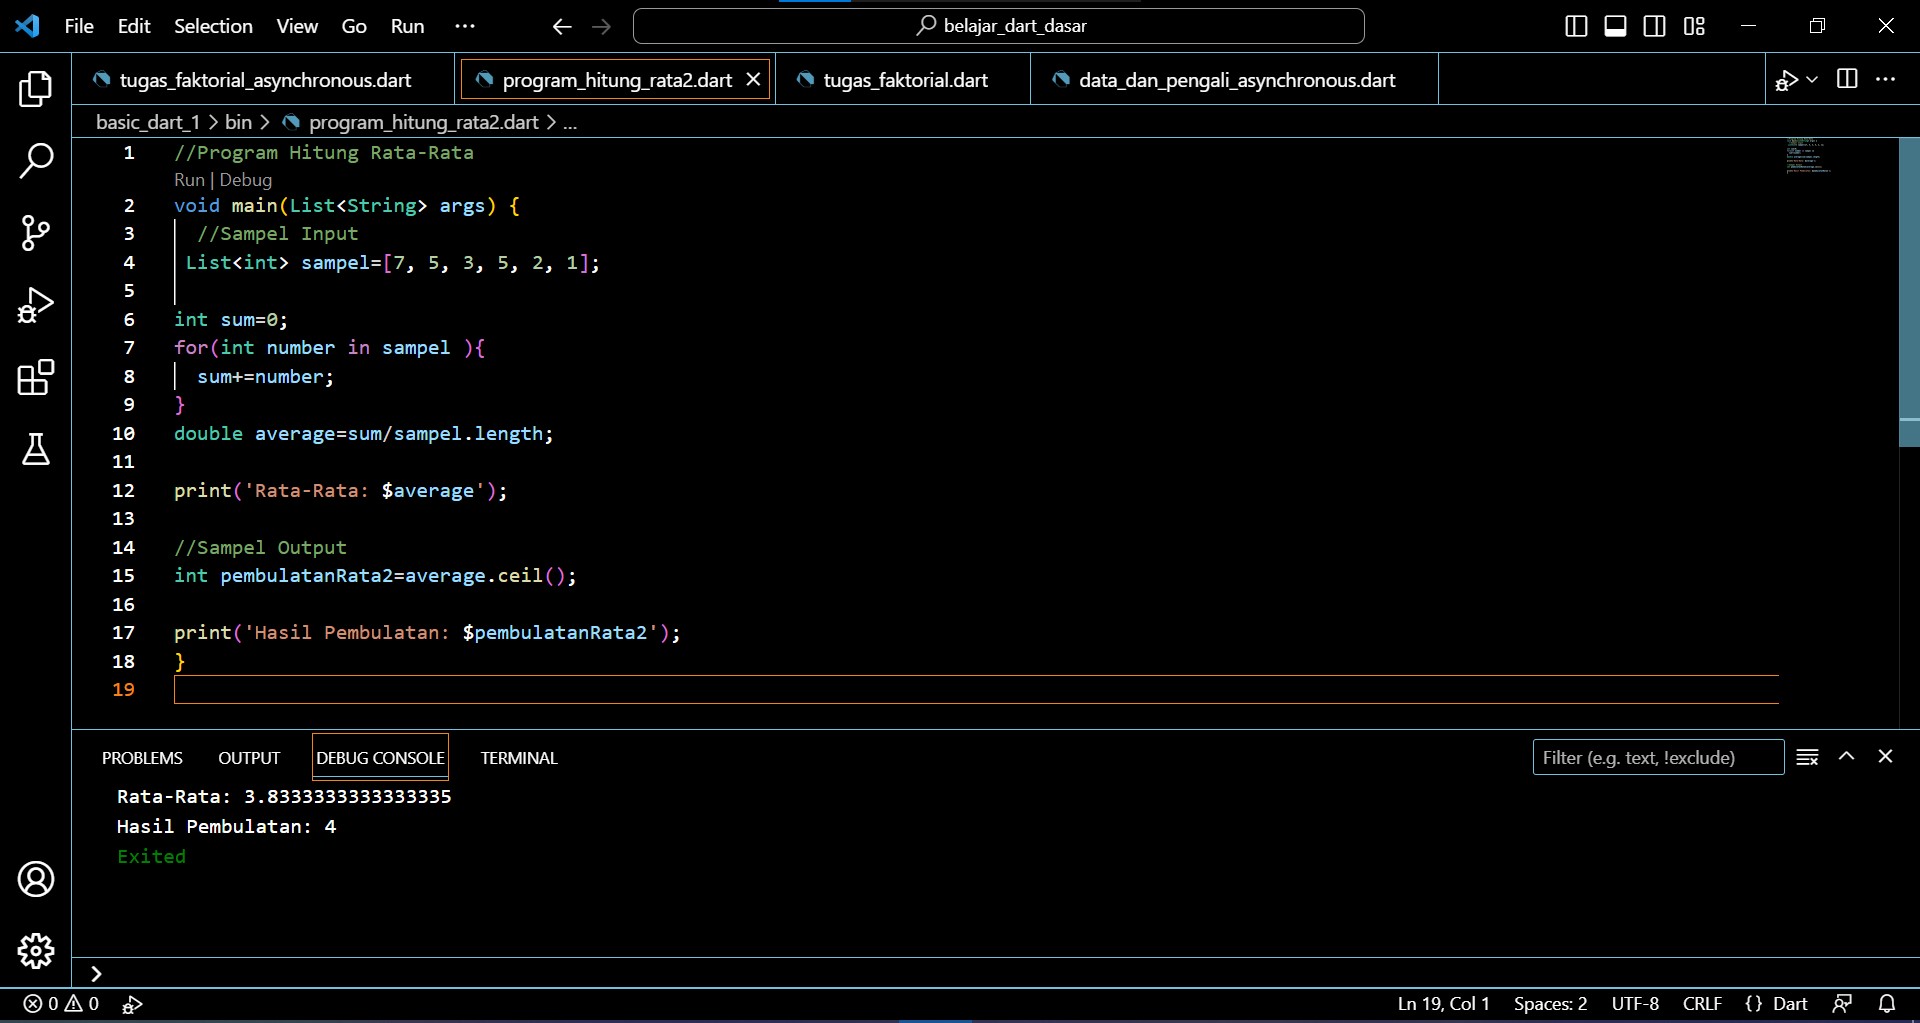 File Edit Selection View Go Run ··· belajar_dart_dasar
tugas_faktorial_asynchronous.dart program_hitung_rata2.dart tugas_faktorial.dart data_dan_pengali_asynchronous.dart
basic_dart_1 > bin > program_hitung_rata2.dart > ...
1 //Program Hitung Rata-Rata
Run | Debug
2 void main(List<String> args) {
3 //Sampel Input
4 List<int> sampel=[7, 5, 3, 5, 2, 1];
5
6 int sum=0;
7 for(int number in sampel ){
8 sum+=number;
9 }
10 double average=sum/sampel.length;
11
12 print('Rata-Rata: $average');
13
14 //Sampel Output
15 int pembulatanRata2=average.ceil();
16
17 print('Hasil Pembulatan: $pembulatanRata2');
18 }
19
PROBLEMS OUTPUT DEBUG CONSOLE TERMINAL Filter (e.g. text, !exclude)
Rata-Rata: 3.8333333333333335
Hasil Pembulatan: 4
Exited
>
0 0 Ln 19, Col 1 Spaces: 2 UTF-8 CRLF {} Dart